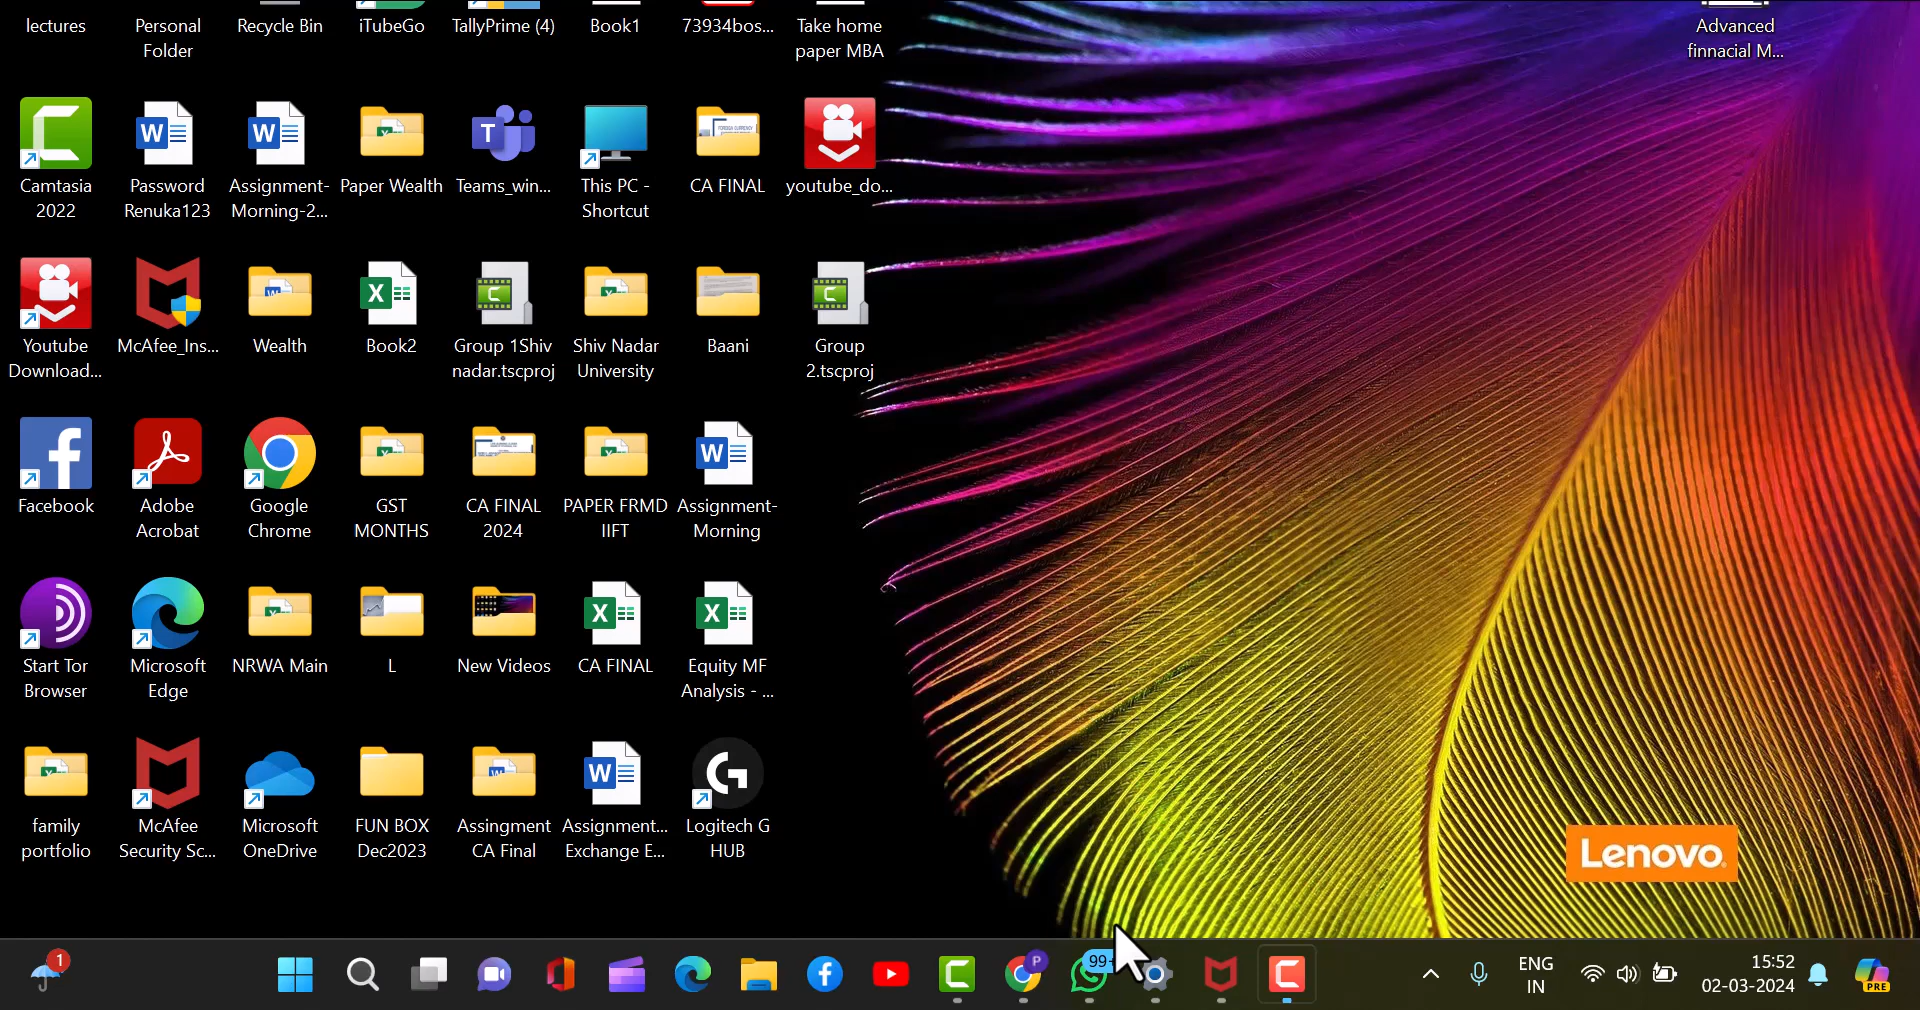 lectures
Personal
Folder
Recycle Bin
iTubeGo
TallyPrime (4)
Book1
73934bos...
Take home
paper MBA
Advanced
finnacial M...
Camtasia
2022
Password
Renuka123
Assignment-
Morning-2...
Paper Wealth
Teams_win...
This PC -
Shortcut
CA FINAL
youtube_do...
Youtube
Download...
McAfee_Ins...
Wealth
Book2
Group 1Shiv
nadar.tscproj
Shiv Nadar
University
Baani
Group
2.tscproj
Facebook
Adobe
Acrobat
Google
Chrome
GST
MONTHS
CA FINAL
2024
PAPER FRMD
IIFT
Assignment-
Morning
Start Tor
Browser
Microsoft
Edge
NRWA Main
L
New Videos
CA FINAL
Equity MF
Analysis - ...
family
portfolio
McAfee
Security Sc...
Microsoft
OneDrive
FUN BOX
Dec2023
Assingment
CA Final
Assignment...
Exchange E...
Logitech G
HUB
Lenovo
1
P
99+
ENG
IN
15:52
02-03-2024
PRE